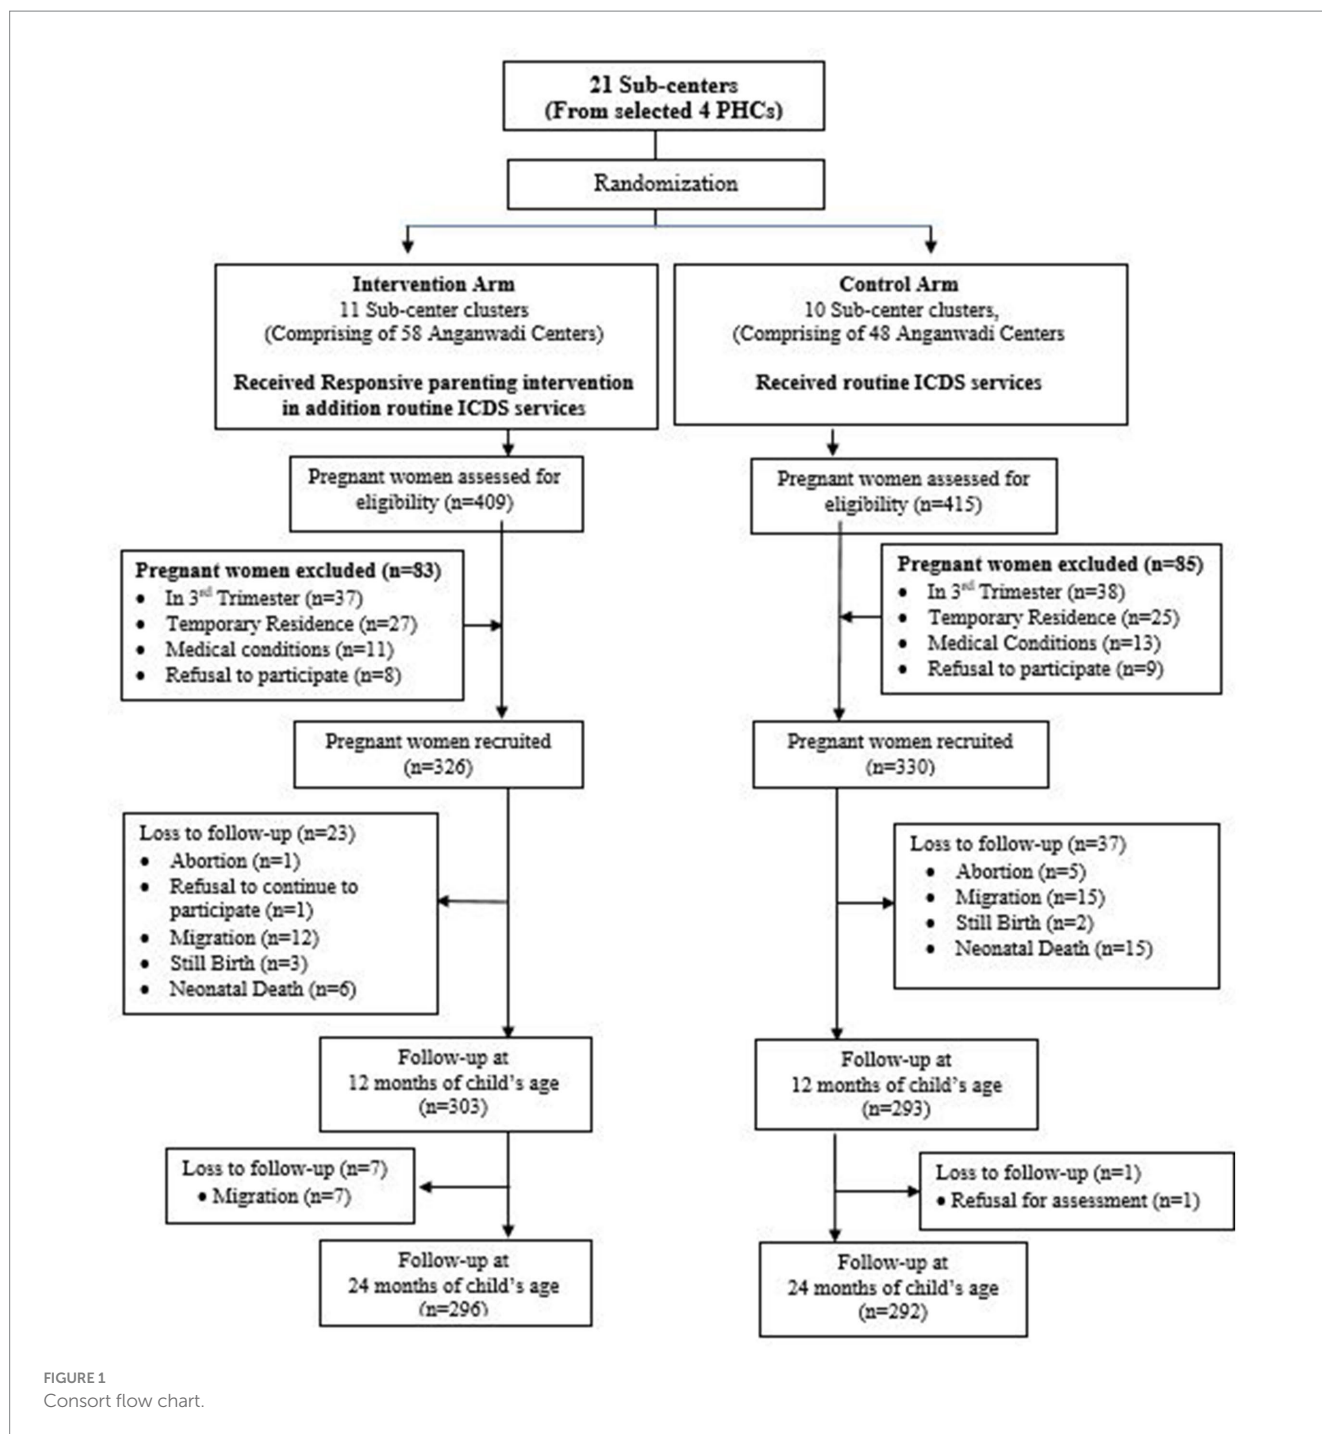 21 Sub-centers
(From selected 4 PHCs)
Randomization
Intervention Arm
11 Sub-center clusters
(Comprising of 58 Anganwadi Centers)
Received Responsive parenting intervention
in addition routine ICDS services
Control Arm
10 Sub-center clusters,
(Comprising of 48 Anganwadi Centers
Received routine ICDS services
Pregnant women assessed for
eligibility (n=409)
Pregnant women assessed for
eligibility (n=415)
Pregnant women excluded (n=83)
• In 3rd Trimester (n=37)
• Temporary Residence (n=27)
• Medical conditions (n=11)
• Refusal to participate (n=8)
Pregnant women excluded (n=85)
• In 3rd Trimester (n=38)
• Temporary Residence (n=25)
• Medical Conditions (n=13)
• Refusal to participate (n=9)
Pregnant women recruited
(n=326)
Pregnant women recruited
(n=330)
Loss to follow-up (n=23)
• Abortion (n=1)
• Refusal to continue to
participate (n=1)
• Migration (n=12)
• Still Birth (n=3)
• Neonatal Death (n=6)
Loss to follow-up (n=37)
• Abortion (n=5)
• Migration (n=15)
• Still Birth (n=2)
• Neonatal Death (n=15)
Follow-up at
12 months of child's age
(n=303)
Follow-up at
12 months of child's age
(n=293)
Loss to follow-up (n=7)
• Migration (n=7)
Loss to follow-up (n=1)
• Refusal for assessment (n=1)
Follow-up at
24 months of child's age
(n=296)
Follow-up at
24 months of child's age
(n=292)
FIGURE 1
Consort flow chart.